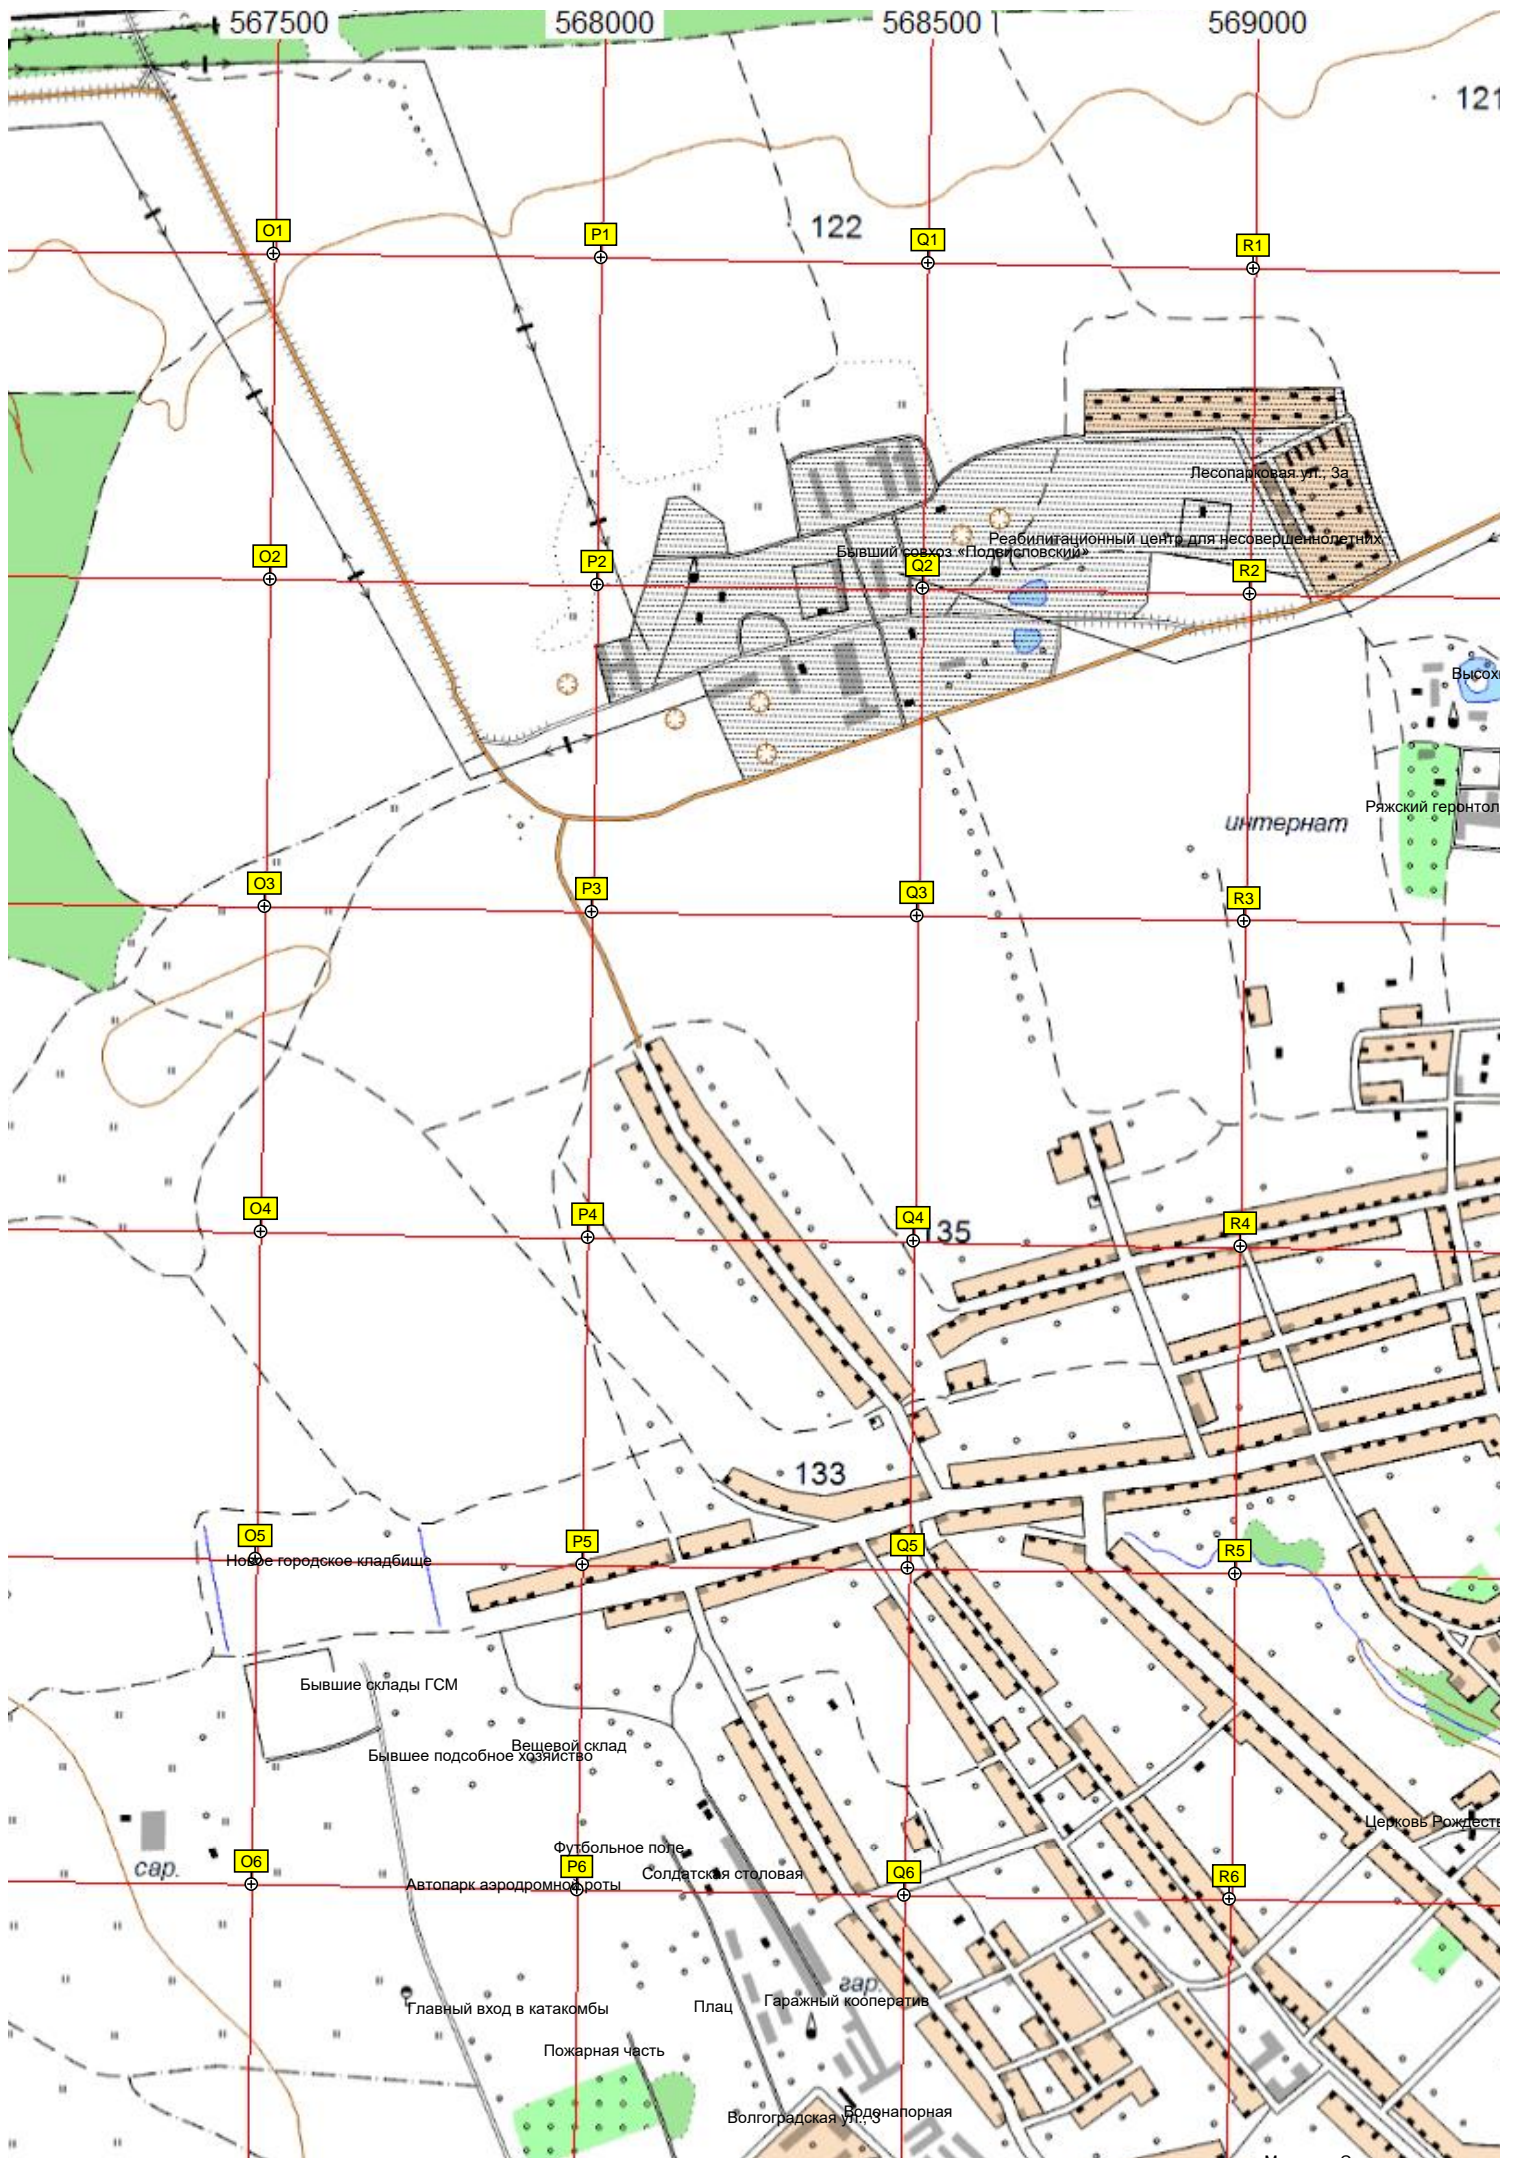 567500 568000 568500 569000
121
122
O1 P1 Q1 R1
Лесопарковая ул., 3а
Реабилитационный центр для несовершеннолетних
Бывший совхоз «Подвисловский»
O2 P2 Q2 R2
Высох
Ряжский геронтол
интернат
O3 P3 Q3 R3
O4 P4 Q4 R4
135
133
O5 P5 Q5 R5
Новое городское кладбище
Бывшие склады ГСМ
Вещевой склад
Бывшее подсобное хозяйство
Церковь Рождеств
Футбольное поле
сар.
Солдатская столовая
O6 P6 Q6 R6
Автопарк аэродромной роты
гар.
Гаражный кооператив
Плац
Главный вход в катакомбы
Пожарная часть
Водонапорная
Волгоградская ул., 3